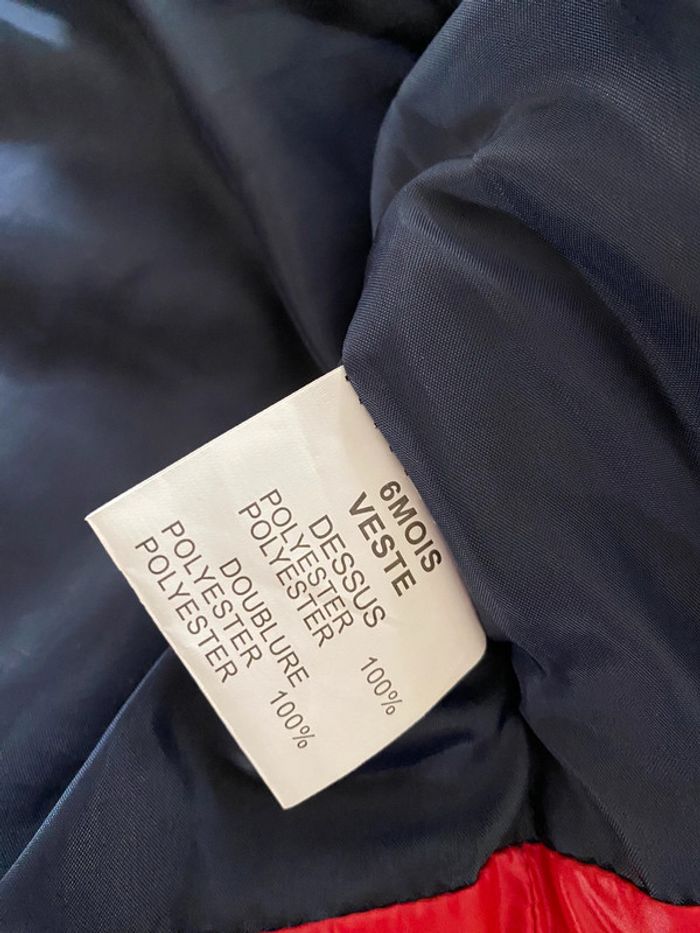 6MOIS
VESTE
DESSUS
POLYESTER 100%
POLYESTER
DOUBLURE
POLYESTER 100%
POLYESTER